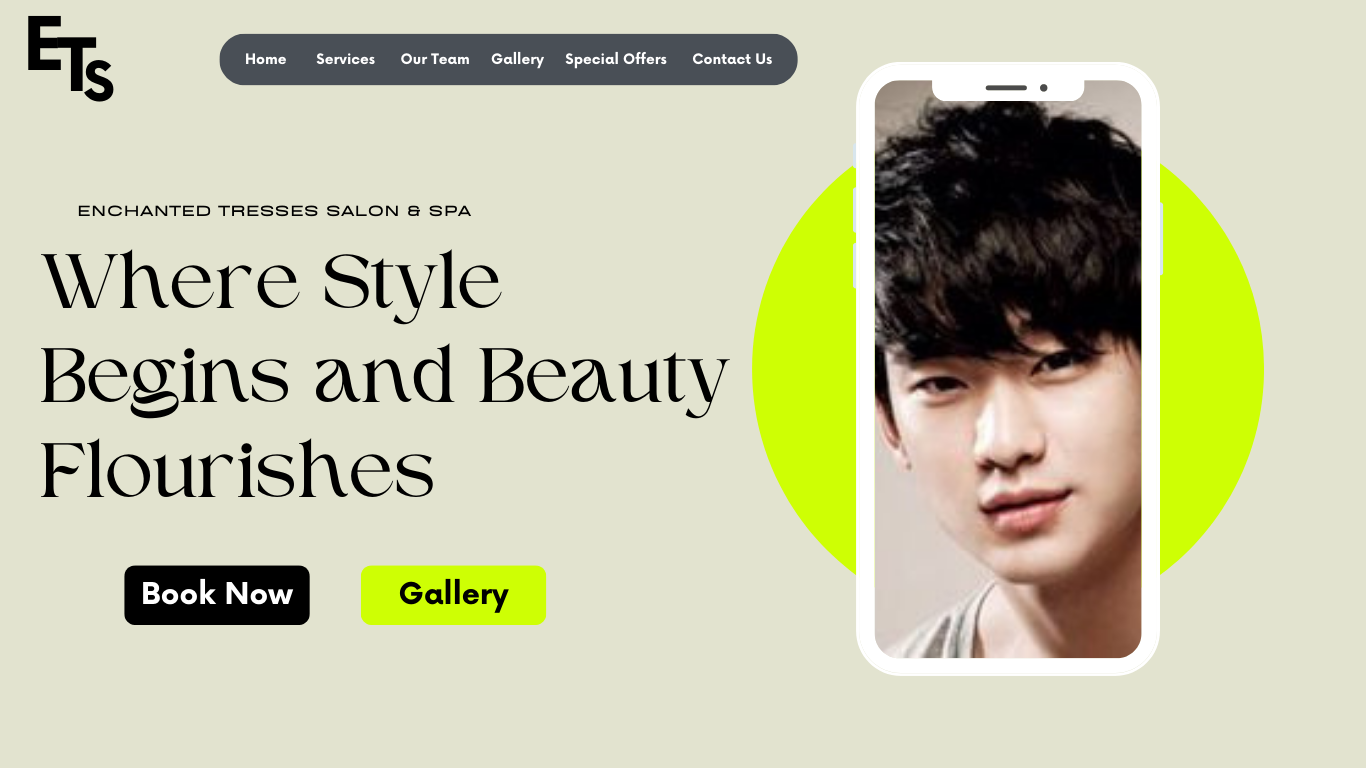 ETS
Home Services Our Team Gallery Special Offers Contact Us
ENCHANTED TRESSES SALON & SPA
Where Style
Begins and Beauty
Flourishes
Book Now Gallery